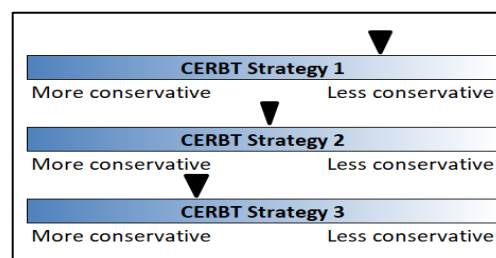 CERBT Strategy 1
More conservative Less conservative
CERBT Strategy 2
More conservative Less conservative
CERBT Strategy 3
More conservative Less conservative